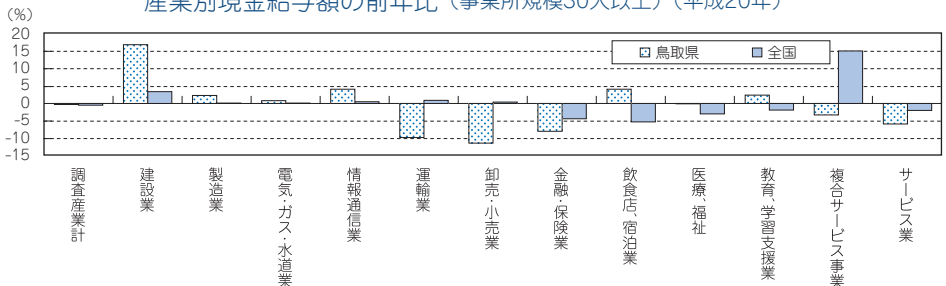 産業別現金給与額の前年比（事業所規模30人以上）（平成20年）
(%)
20
15
10
5
0
-5
-10
-15
鳥取県
全国
調査産業計
建設業
製造業
電気・ガス・水道業
情報通信業
運輸業
卸売・小売業
金融・保険業
飲食店、宿泊業
医療、福祉
教育、学習支援業
複合サービス事業
サービス業